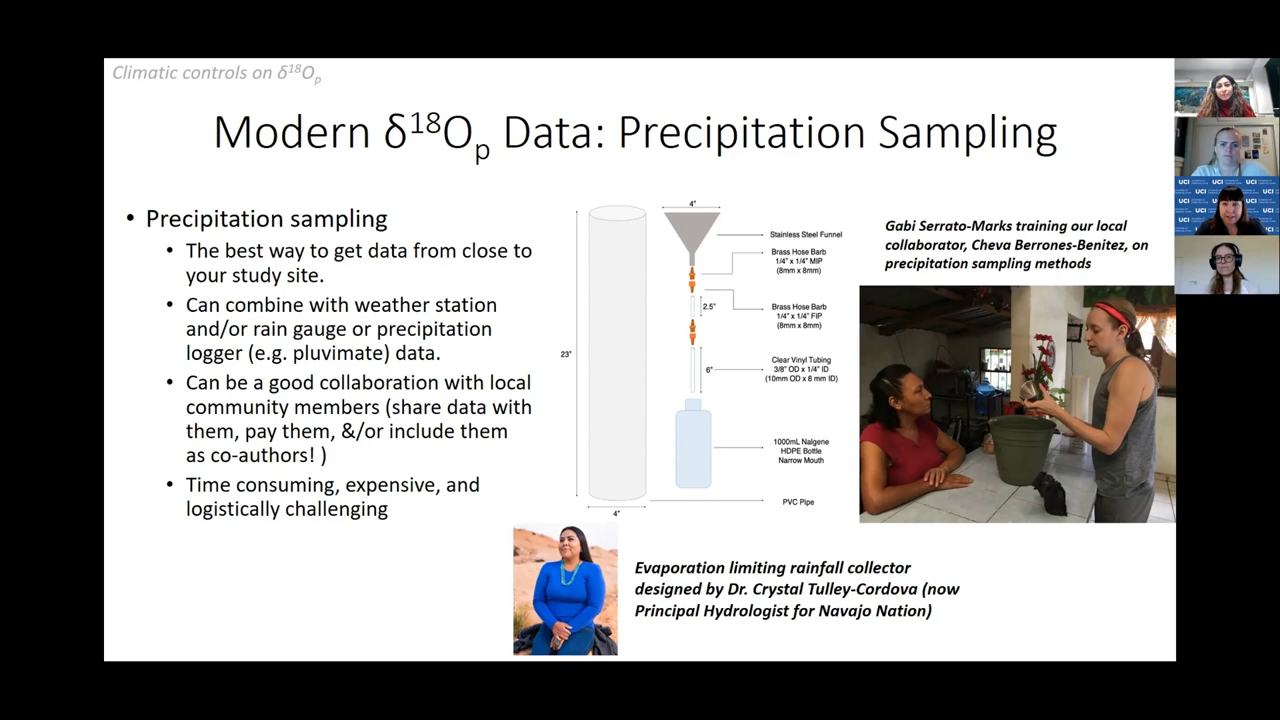 Climatic controls on δ¹⁸Oₚ
Modern δ¹⁸Oₚ Data: Precipitation Sampling
• Precipitation sampling
• The best way to get data from close to
your study site.
• Can combine with weather station
and/or rain gauge or precipitation
logger (e.g. pluvimate) data.
• Can be a good collaboration with local
community members (share data with
them, pay them, &/or include them
as co-authors! )
• Time consuming, expensive, and
logistically challenging
4"
23"
4"
Stainless Steel Funnel
Brass Hose Barb
1/4" x 1/4" MIP
(8mm x 8mm)
2.5"
Brass Hose Barb
1/4" x 1/4" FIP
(8mm x 8mm)
6"
Clear Vinyl Tubing
3/8" OD x 1/4" ID
(10mm OD x 8 mm ID)
1000mL Nalgene
HDPE Bottle
Narrow Mouth
PVC Pipe
Gabi Serrato-Marks training our local
collaborator, Cheva Berrones-Benitez, on
precipitation sampling methods
Evaporation limiting rainfall collector
designed by Dr. Crystal Tulley-Cordova (now
Principal Hydrologist for Navajo Nation)
UCI UCI UCI